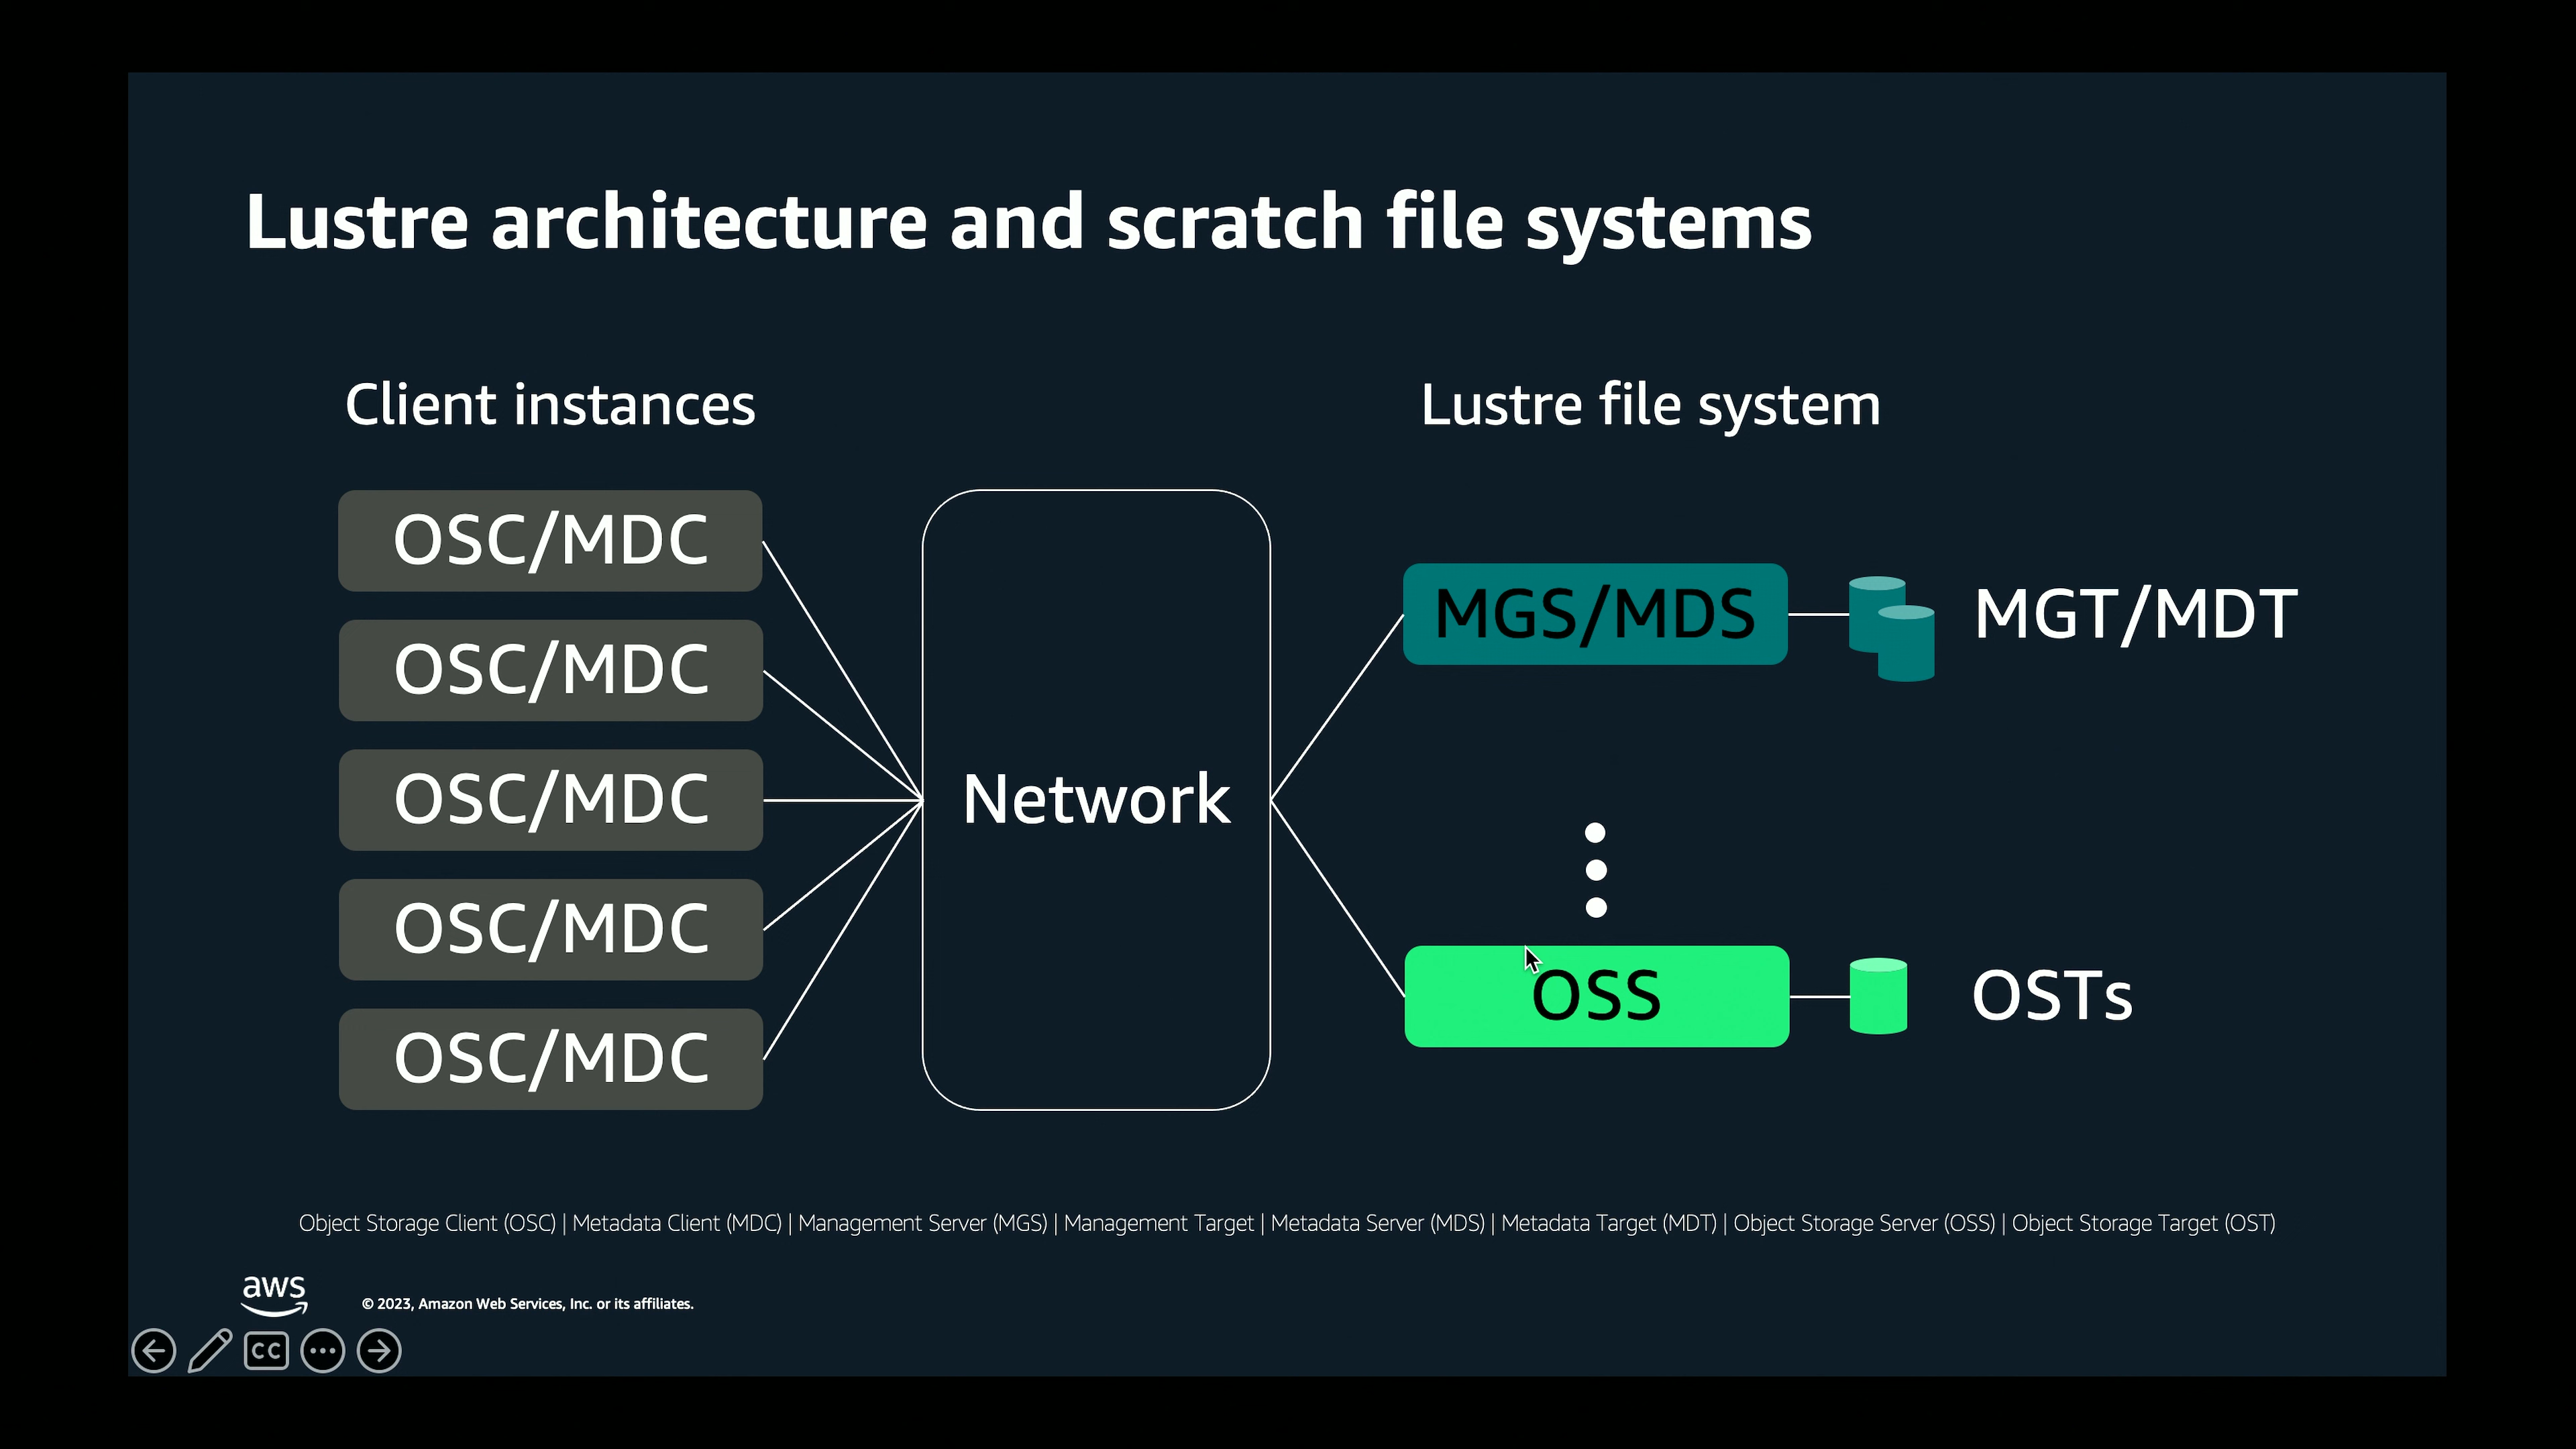 Lustre architecture and scratch file systems
Client instances
Lustre file system
OSC/MDC
OSC/MDC
OSC/MDC
OSC/MDC
OSC/MDC
Network
MGS/MDS
MGT/MDT
OSS
OSTs
Object Storage Client (OSC) | Metadata Client (MDC) | Management Server (MGS) | Management Target | Metadata Server (MDS) | Metadata Target (MDT) | Object Storage Server (OSS) | Object Storage Target (OST)
aws
© 2023, Amazon Web Services, Inc. or its affiliates.
CC